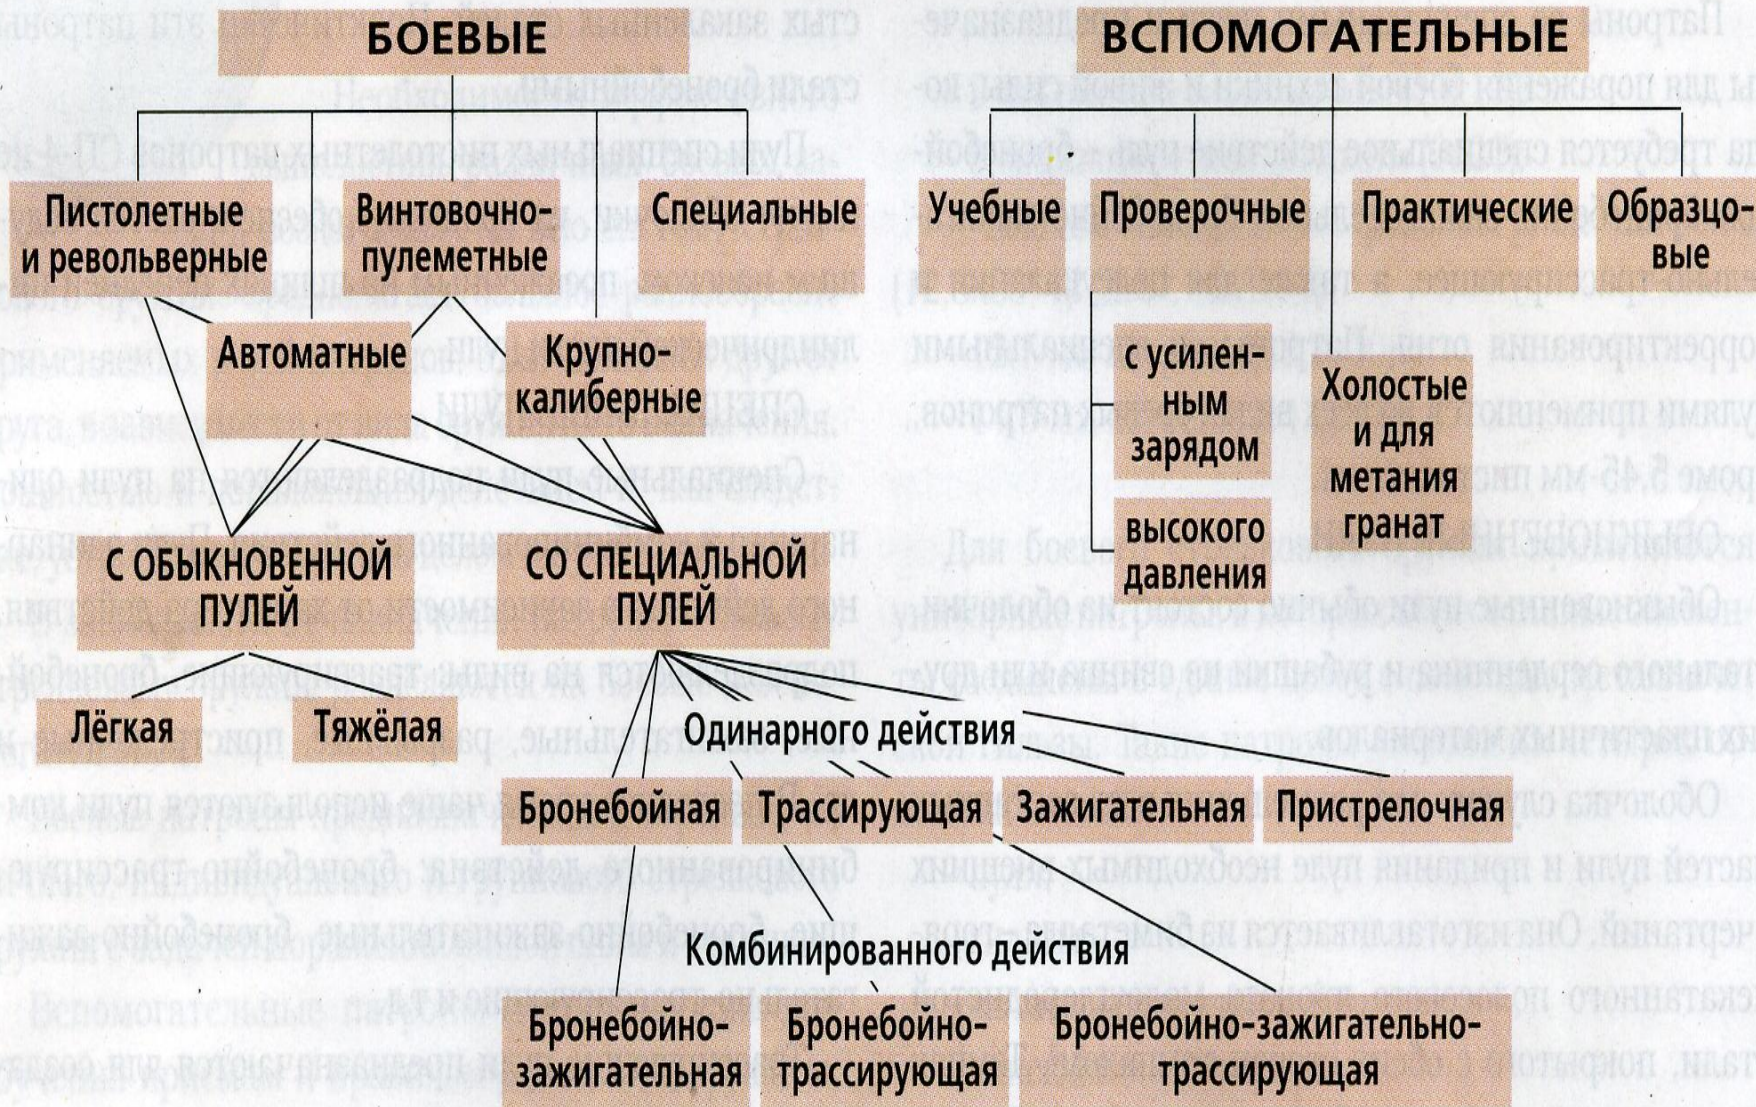 БОЕВЫЕ
ВСПОМОГАТЕЛЬНЫЕ
Пистолетные
и револьверные
Винтовочно-
пулеметные
Специальные
Учебные
Проверочные
Практические
Образцо-
вые
Автоматные
Крупно-
калиберные
с усилен-
ным
зарядом
высокого
давления
Холостые
и для
метания
гранат
С ОБЫКНОВЕННОЙ
ПУЛЕЙ
СО СПЕЦИАЛЬНОЙ
ПУЛЕЙ
Лёгкая
Тяжёлая
Одинарного действия
Бронебойная
Трассирующая
Зажигательная
Пристрелочная
Комбинированного действия
Бронебойно-
зажигательная
Бронебойно-
трассирующая
Бронебойно-зажигательно-
трассирующая